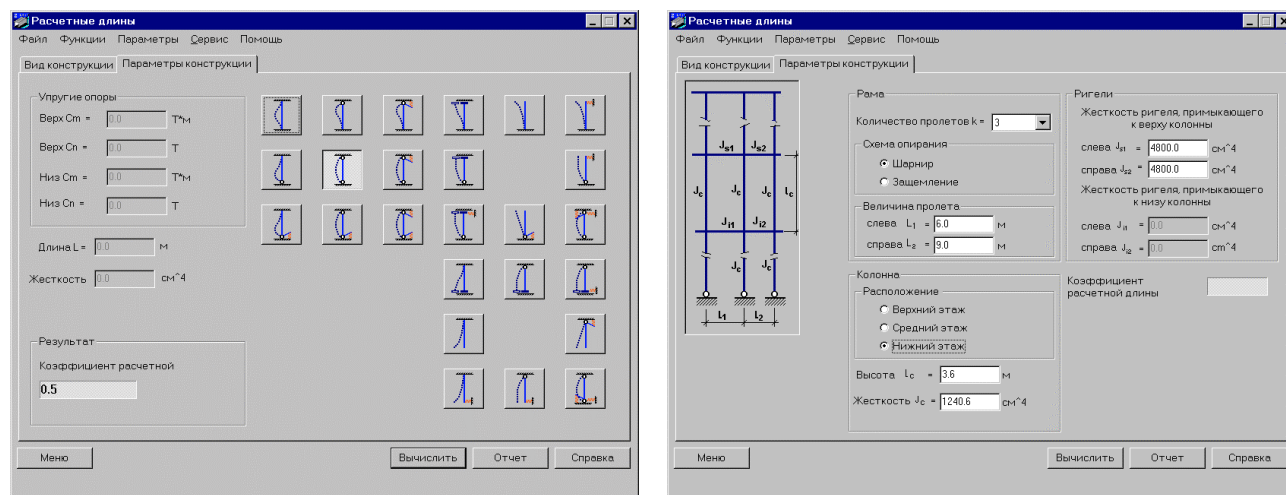 Расчетные длины
Файл Функции Параметры Сервис Помощь
Вид конструкции Параметры конструкции
Упругие опоры
Верх Cm = 0.0 Т*м
Верх Cn = 0.0 Т
Низ Cm = 0.0 Т*м
Низ Cn = 0.0 Т
Длина L = 0.0 м
Жесткость 0.0 см^4
Результат
Коэффициент расчетной
0.5
Меню Вычислить Отчет Справка
Расчетные длины
Файл Функции Параметры Сервис Помощь
Вид конструкции Параметры конструкции
Js1 Js2
Jc Jc Jc Lc
Ji1 Ji2
Jc Jc
L1 L2
Рама
Количество пролетов k = 3
Схема опирания
Шарнир
Защемление
Величина пролета
слева L1 = 6.0 м
справа L2 = 9.0 м
Колонна
Расположение
Верхний этаж
Средний этаж
Нижний этаж
Высота Lc = 3.6 м
Жесткость Jc = 1240.6 см^4
Ригели
Жесткость ригеля, примыкающего
к верху колонны
слева Js1 = 4800.0 см^4
справа Js2 = 4800.0 см^4
Жесткость ригеля, примыкающего
к низу колонны
слева Ji1 = 0.0 см^4
справа Ji2 = 0.0 cm^4
Коэффициент
расчетной длины
Меню Вычислить Отчет Справка